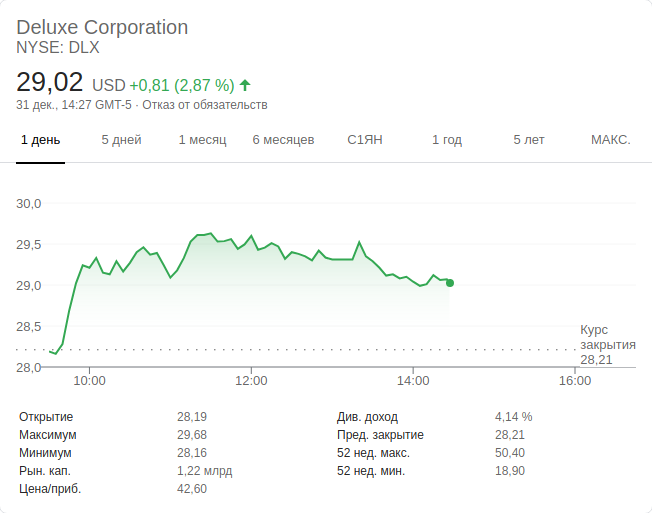 Deluxe Corporation
NYSE: DLX
29,02 USD +0,81 (2,87 %)
31 дек., 14:27 GMT-5 · Отказ от обязательств
1 день 5 дней 1 месяц 6 месяцев С1ЯН 1 год 5 лет МАКС.
30,0
29,5
29,0
28,5
28,0
Курс
закрытия
28,21
10:00 12:00 14:00 16:00
Открытие 28,19 Див. доход 4,14 %
Максимум 29,68 Пред. закрытие 28,21
Минимум 28,16 52 нед. макс. 50,40
Рын. кап. 1,22 млрд 52 нед. мин. 18,90
Цена/приб. 42,60